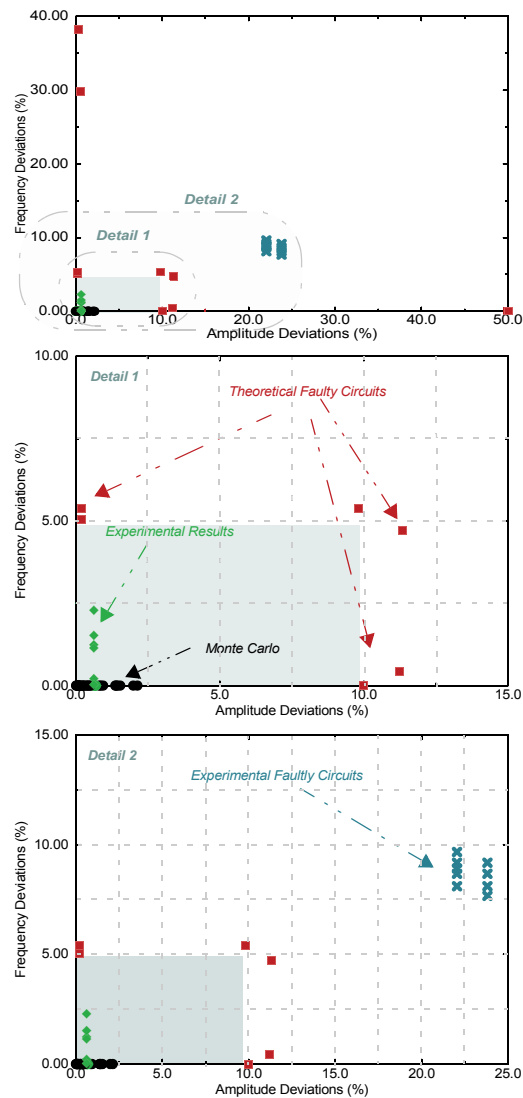 40.00
30.00
20.00
10.00
0.00
Frequency Deviations (%)
Detail 2
Detail 1
0.0
10.0
20.0
30.0
40.0
50.0
Amplitude Deviations (%)
10.00
5.00
0.00
Frequency Deviations (%)
Detail 1
Theoretical Faulty Circuits
Experimental Results
Monte Carlo
0.0
5.0
10.0
15.0
Amplitude Deviations (%)
15.00
10.00
5.00
0.00
Frequency Deviations (%)
Detail 2
Experimental Faultly Circuits
0.0
5.0
10.0
15.0
20.0
25.0
Amplitude Deviations (%)